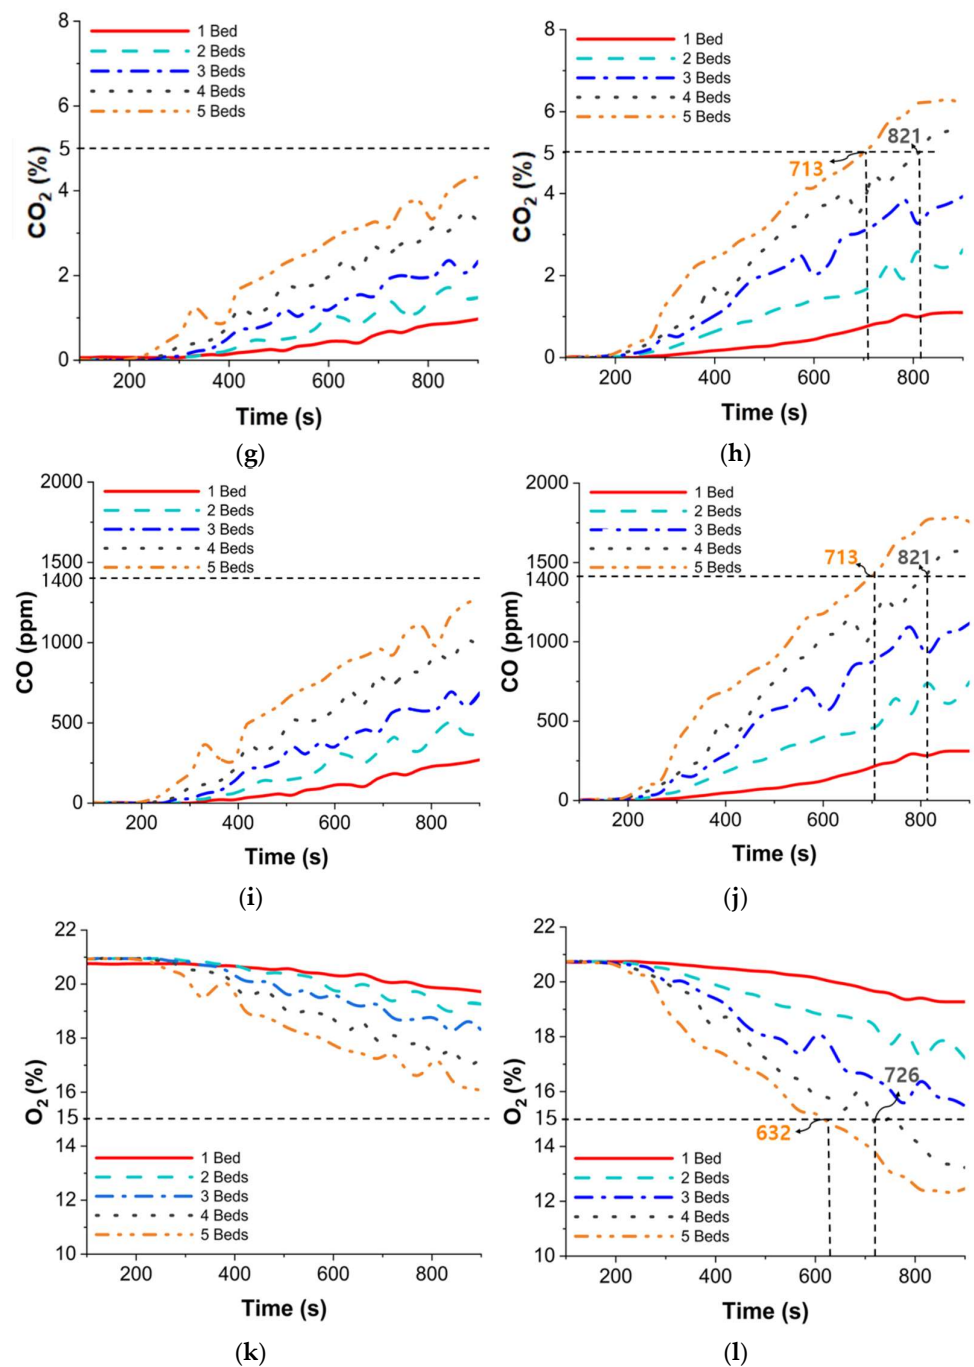 8
6
5
4
2
0
CO2 (%)
1 Bed
2 Beds
3 Beds
4 Beds
5 Beds
200 400 600 800
Time (s)
(g)
8
6
5
4
2
0
CO2 (%)
1 Bed
2 Beds
3 Beds
4 Beds
5 Beds
713
821
200 400 600 800
Time (s)
(h)
2000
1500
1400
1000
500
0
CO (ppm)
1 Bed
2 Beds
3 Beds
4 Beds
5 Beds
200 400 600 800
Time (s)
(i)
2000
1500
1400
1000
500
0
CO (ppm)
1 Bed
2 Beds
3 Beds
4 Beds
5 Beds
713
821
200 400 600 800
Time (s)
(j)
22
20
18
16
15
14
12
10
O2 (%)
1 Bed
2 Beds
3 Beds
4 Beds
5 Beds
200 400 600 800
Time (s)
(k)
22
20
18
16
15
14
12
10
O2 (%)
726
632
1 Bed
2 Beds
3 Beds
4 Beds
5 Beds
200 400 600 800
Time (s)
(l)